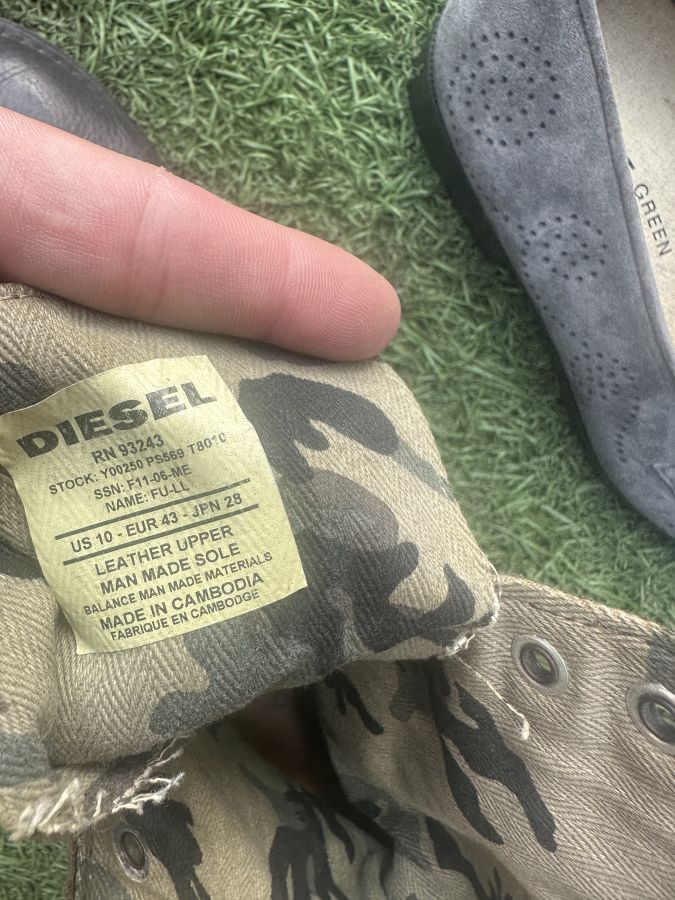 GREEN
DIESEL
RN 93243
STOCK: Y00250 PS569 T8010
SSN: F11-06-ME
NAME: FU-LL
US 10 - EUR 43 - JPN 28
LEATHER UPPER
MAN MADE SOLE
BALANCE MAN MADE MATERIALS
MADE IN CAMBODIA
FABRIQUE EN CAMBODGE